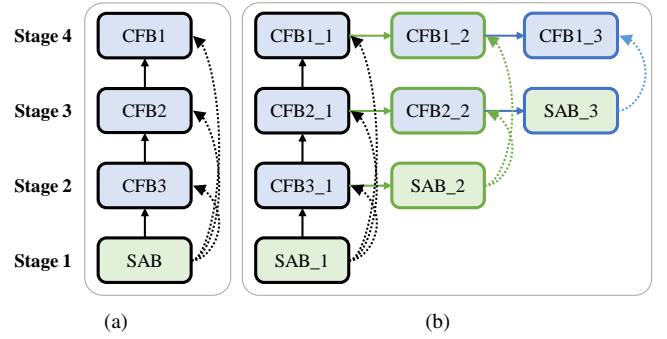 Stage 4 CFB1 CFB1_1 CFB1_2 CFB1_3
Stage 3 CFB2 CFB2_1 CFB2_2 SAB_3
Stage 2 CFB3 CFB3_1 SAB_2
Stage 1 SAB SAB_1
(a) (b)